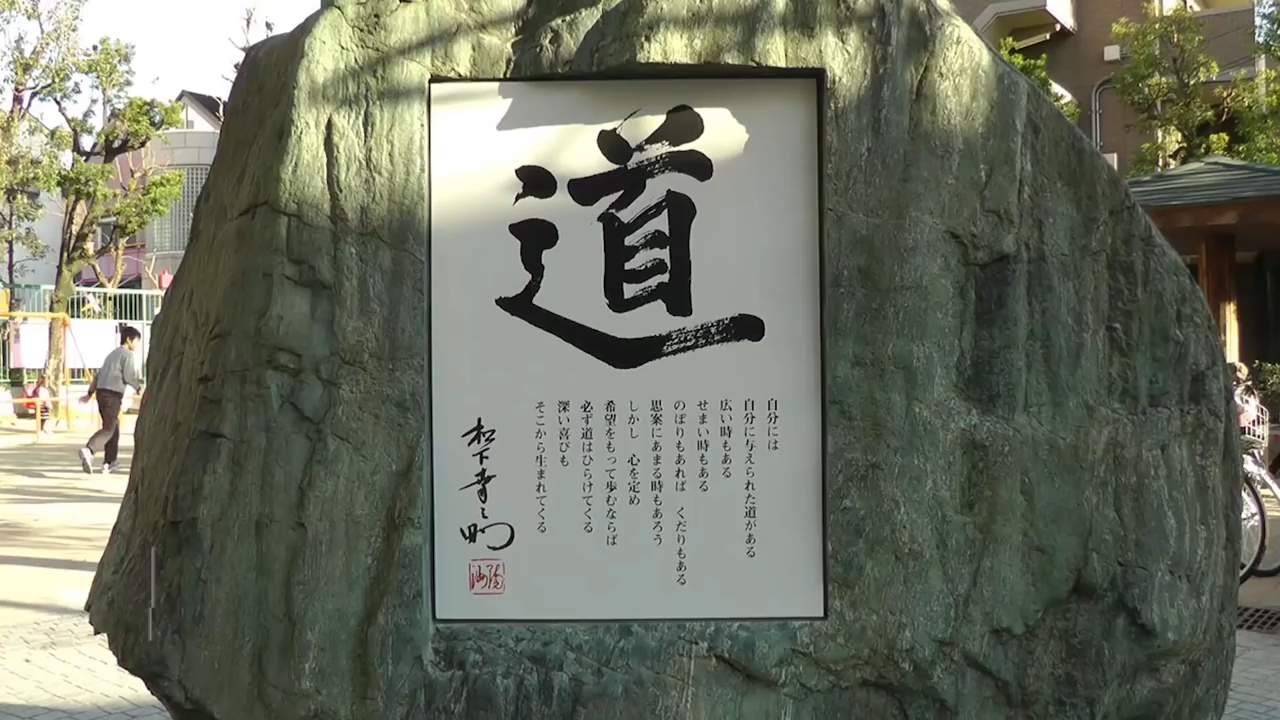 道
自分には
自分に与えられた道がある
広い時もある
せまい時もある
のぼりもあれば　くだりもある
思案にあまる時もあろう
しかし　心を定め
希望をもって歩むならば
必ず道はひらけてくる
深い喜びも
そこから生まれてくる
松下幸之助